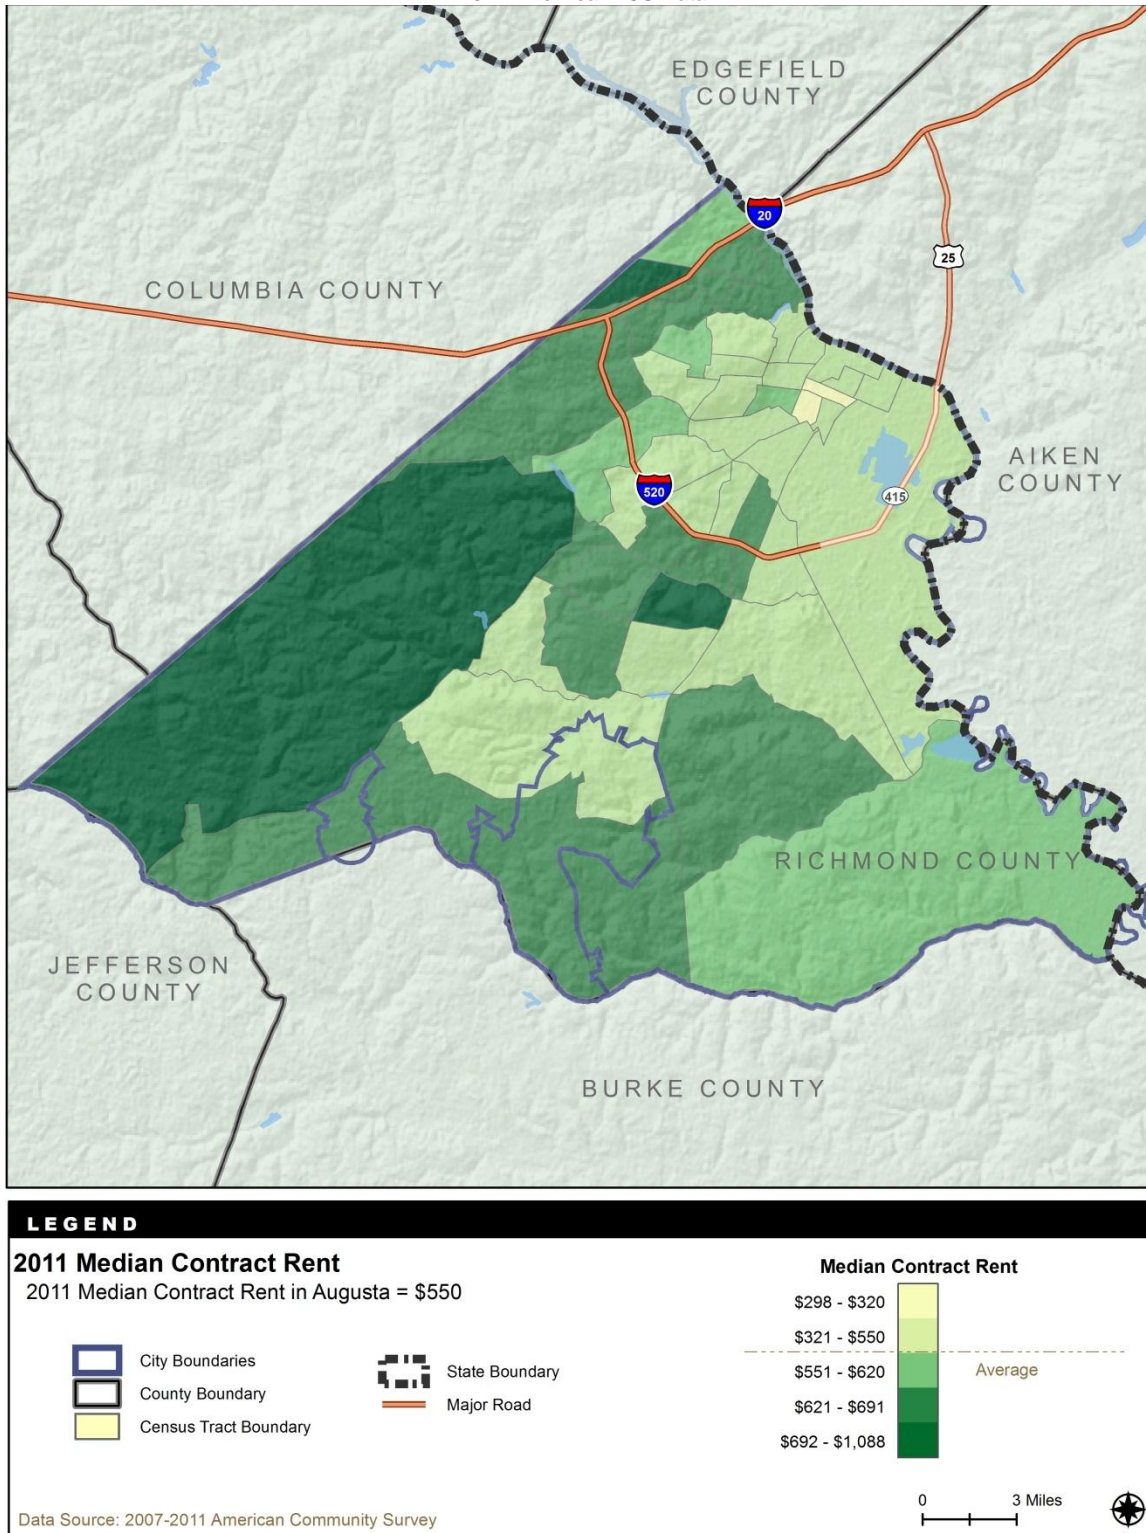 EDGEFIELD
COUNTY
20
25
COLUMBIA COUNTY
AIKEN
COUNTY
520
415
RICHMOND COUNTY
JEFFERSON
COUNTY
BURKE COUNTY
LEGEND
2011 Median Contract Rent
2011 Median Contract Rent in Augusta = $550
City Boundaries
County Boundary
Census Tract Boundary
State Boundary
Major Road
Median Contract Rent
$298 - $320
$321 - $550
Average
$551 - $620
$621 - $691
$692 - $1,088
0 3 Miles
Data Source: 2007-2011 American Community Survey